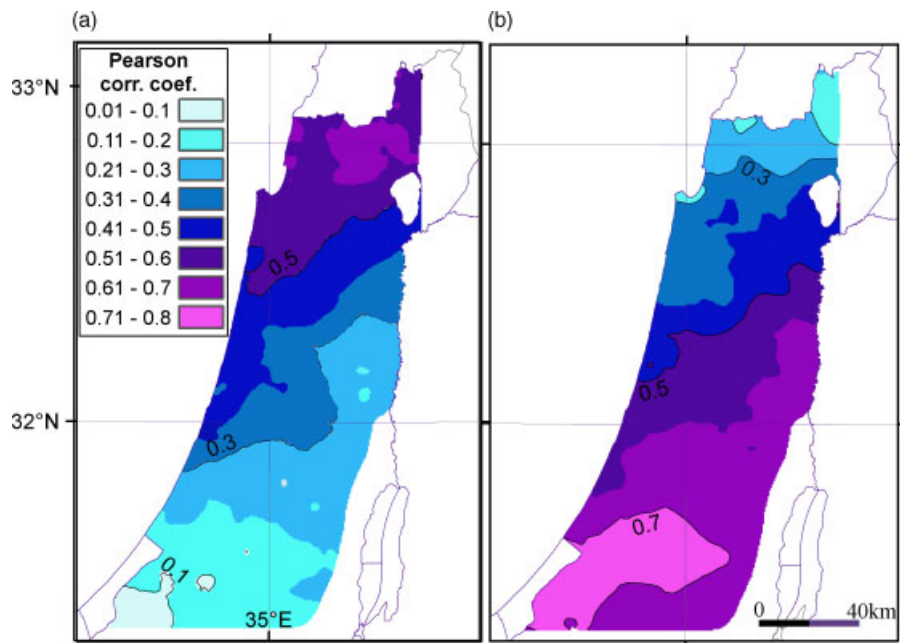 (a)
(b)
33°N
Pearson
corr. coef.
0.01 - 0.1
0.11 - 0.2
0.21 - 0.3
0.31 - 0.4
0.41 - 0.5
0.51 - 0.6
0.61 - 0.7
0.71 - 0.8
0.3
0.5
0.5
32°N
0.3
0.7
0.1
35°E
0 40km